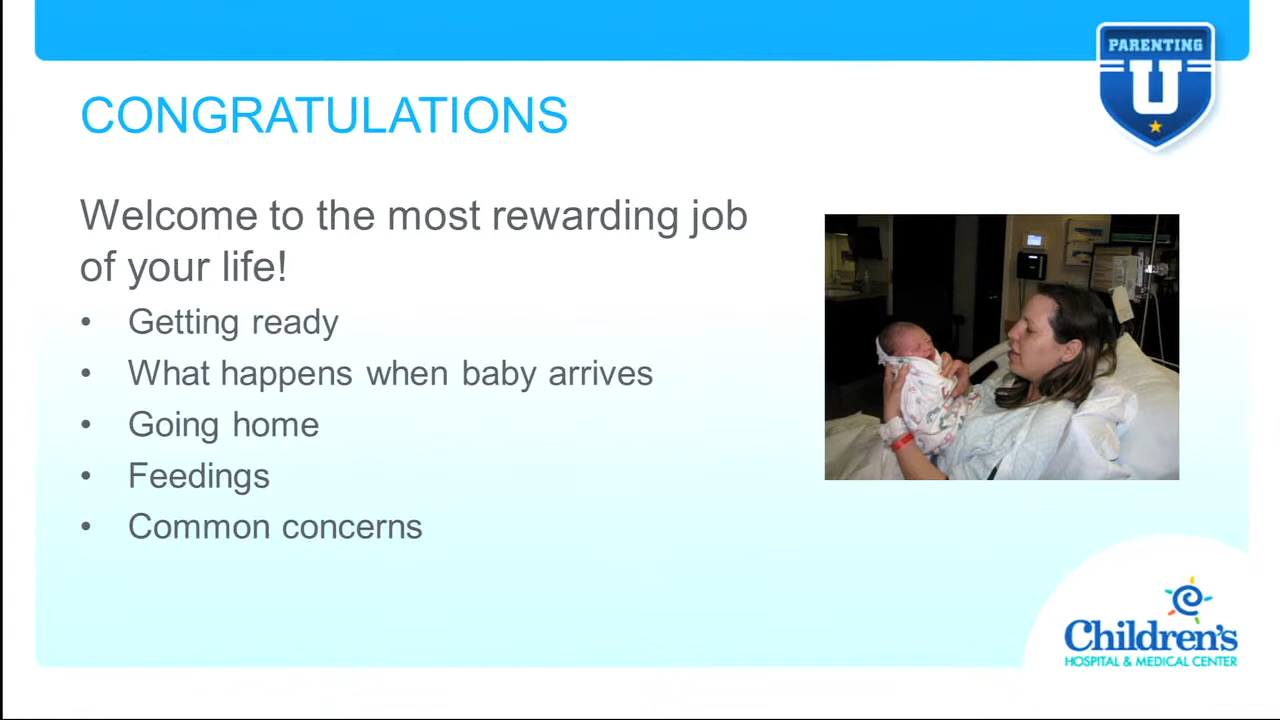 PARENTING
U
CONGRATULATIONS
Welcome to the most rewarding job
of your life!
• Getting ready
• What happens when baby arrives
• Going home
• Feedings
• Common concerns
Children's
HOSPITAL & MEDICAL CENTER